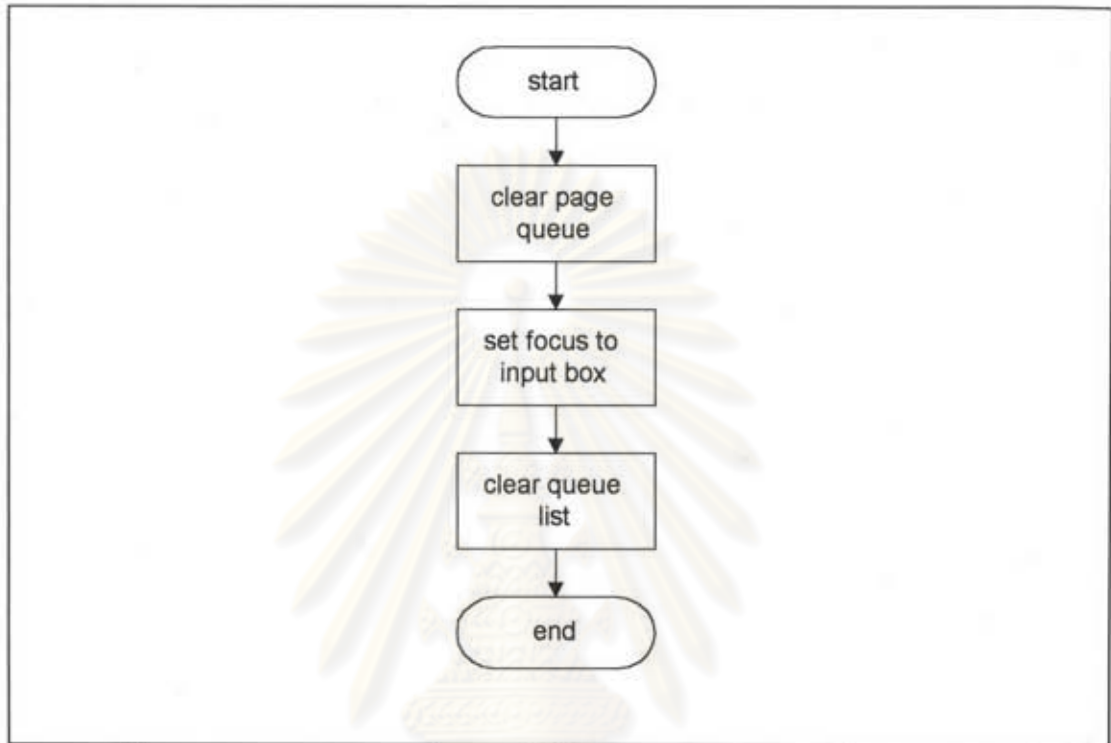 start
clear page
queue
set focus to
input box
clear queue
list
end